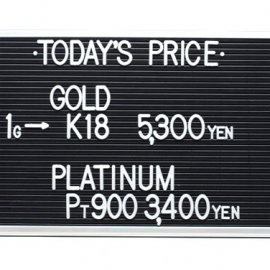 ·TODAY'S PRICE·
GOLD
1G→ K18 5,300YEN
PLATINUM
PT900 3,400YEN